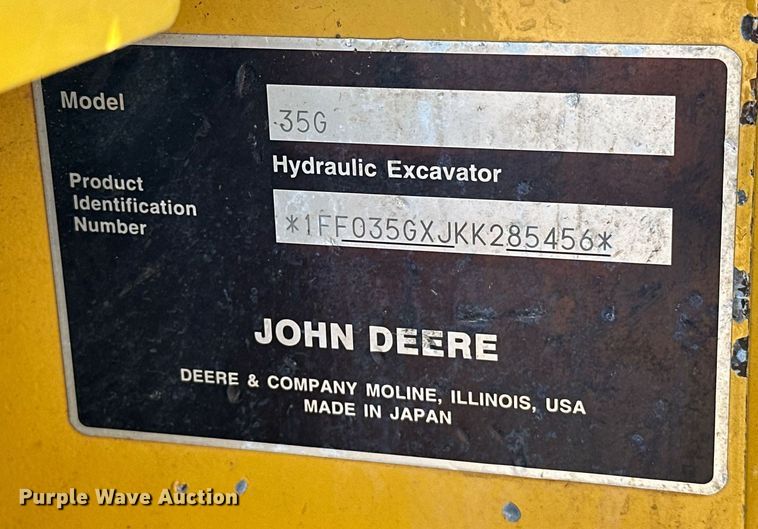 Model
35G
Hydraulic Excavator
Product
Identification
Number
*1FF035GXJKK285456*
JOHN DEERE
DEERE & COMPANY MOLINE, ILLINOIS, USA
MADE IN JAPAN
Purple Wave Auction